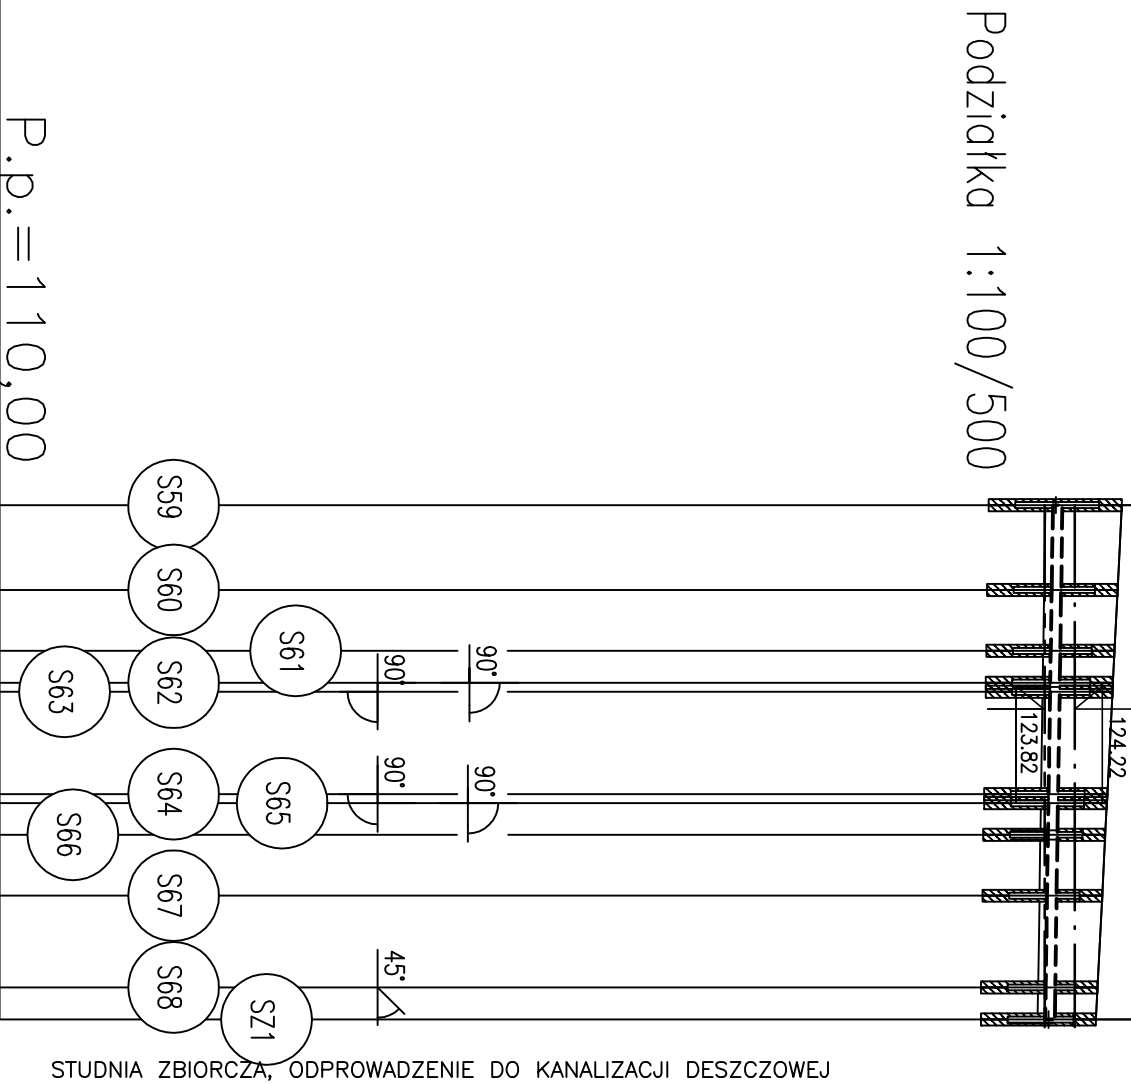 Podziałka 1:100/500
P.p.=110,00
S59
S60
S61
S62
S63
90°
90°
123.82
124.22
S64
S65
S66
90°
90°
S67
S68
45°
SZ1
STUDNIA ZBIORCZA, ODPROWADZENIE DO KANALIZACJI DESZCZOWEJ